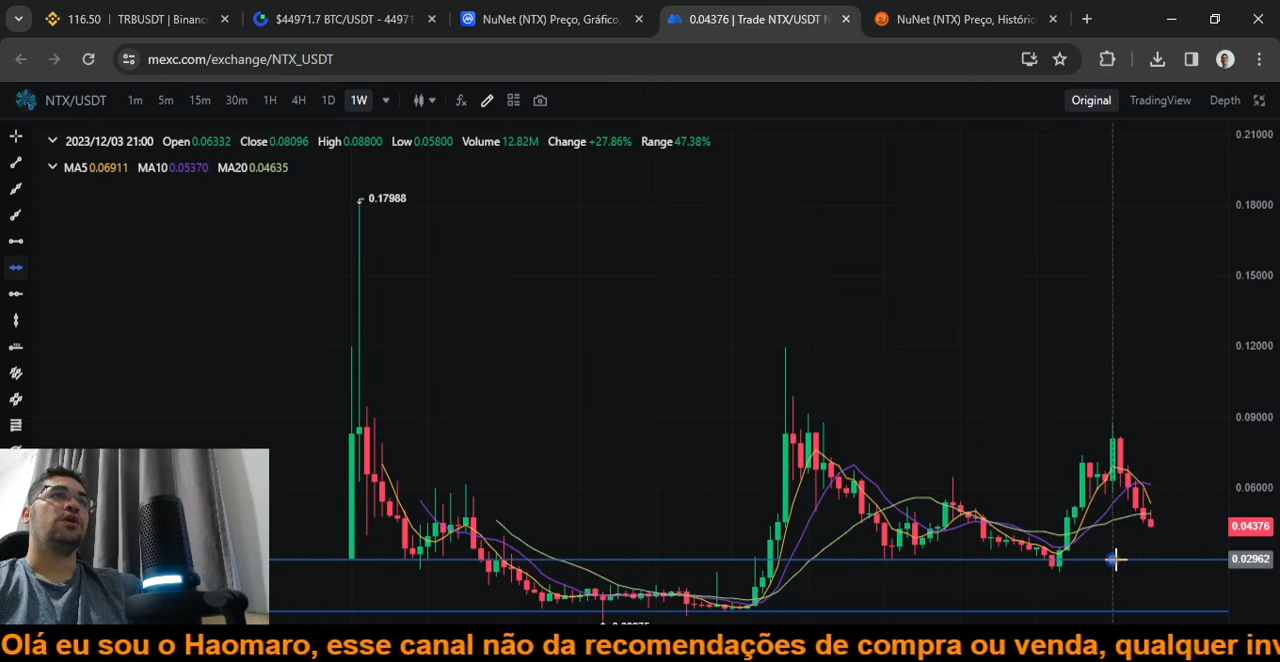 116.50 | TRBUSDT | Binanc
$44971.7 BTC/USDT - 44971
NuNet (NTX) Preço, Gráfico,
0.04376 | Trade NTX/USDT N
NuNet (NTX) Preço, Históric
mexc.com/exchange/NTX_USDT
NTX/USDT 1m 5m 15m 30m 1H 4H 1D 1W Original TradingView Depth
2023/12/03 21:00 Open 0.06332 Close 0.08096 High 0.08800 Low 0.05800 Volume 12.82M Change +27.86% Range 47.38%
MA5 0.06911 MA10 0.05370 MA20 0.04635
0.21000
0.17988
0.18000
0.15000
0.12000
0.09000
0.06000
0.04376
0.02962
Olá eu sou o Haomaro, esse canal não da recomendações de compra ou venda, qualquer inv